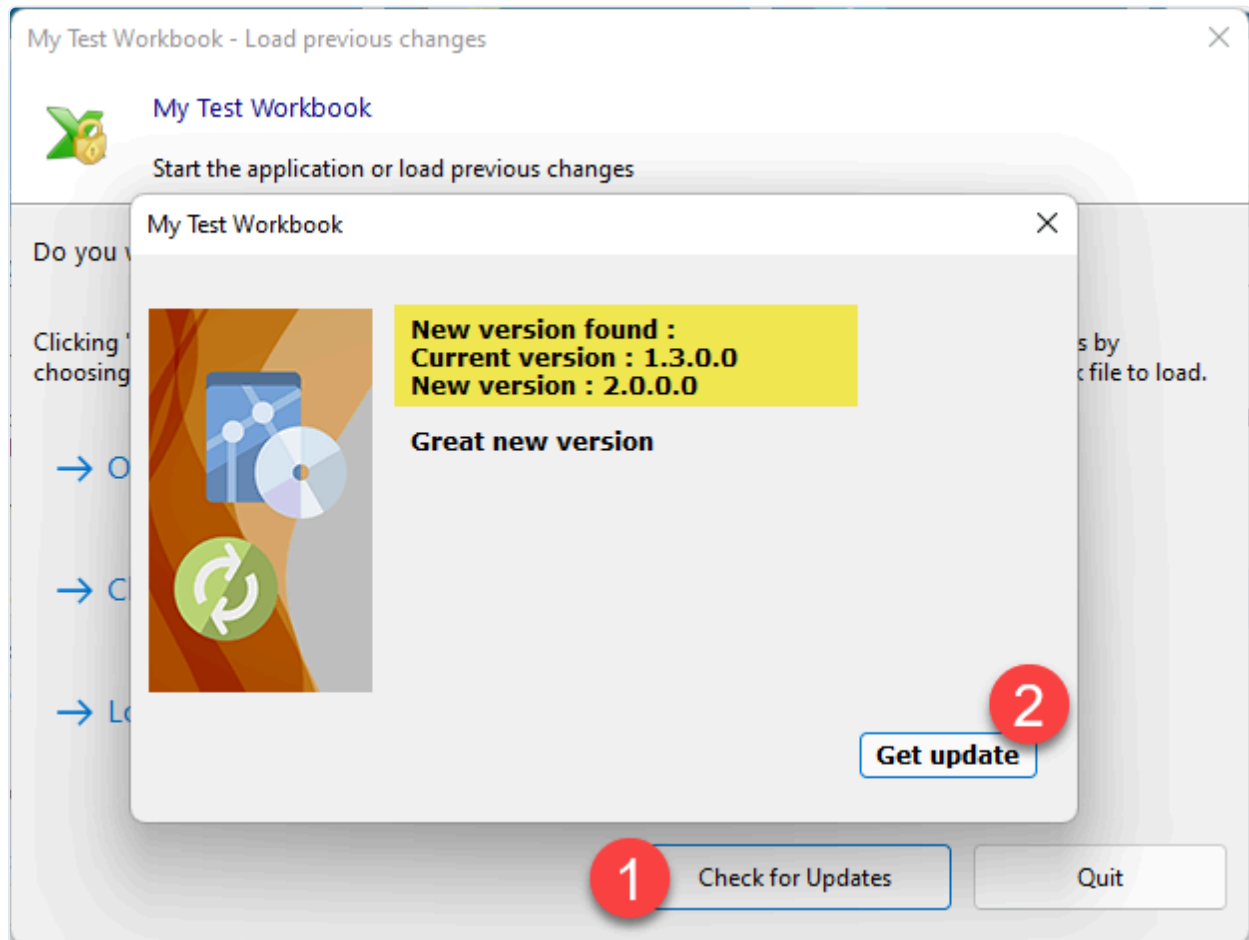 My Test Workbook - Load previous changes
My Test Workbook
Start the application or load previous changes
My Test Workbook
Do you
New version found :
Current version : 1.3.0.0
New version : 2.0.0.0
Clicking '
s by
choosing
file to load.
Great new version
2
Get update
1
Check for Updates
Quit